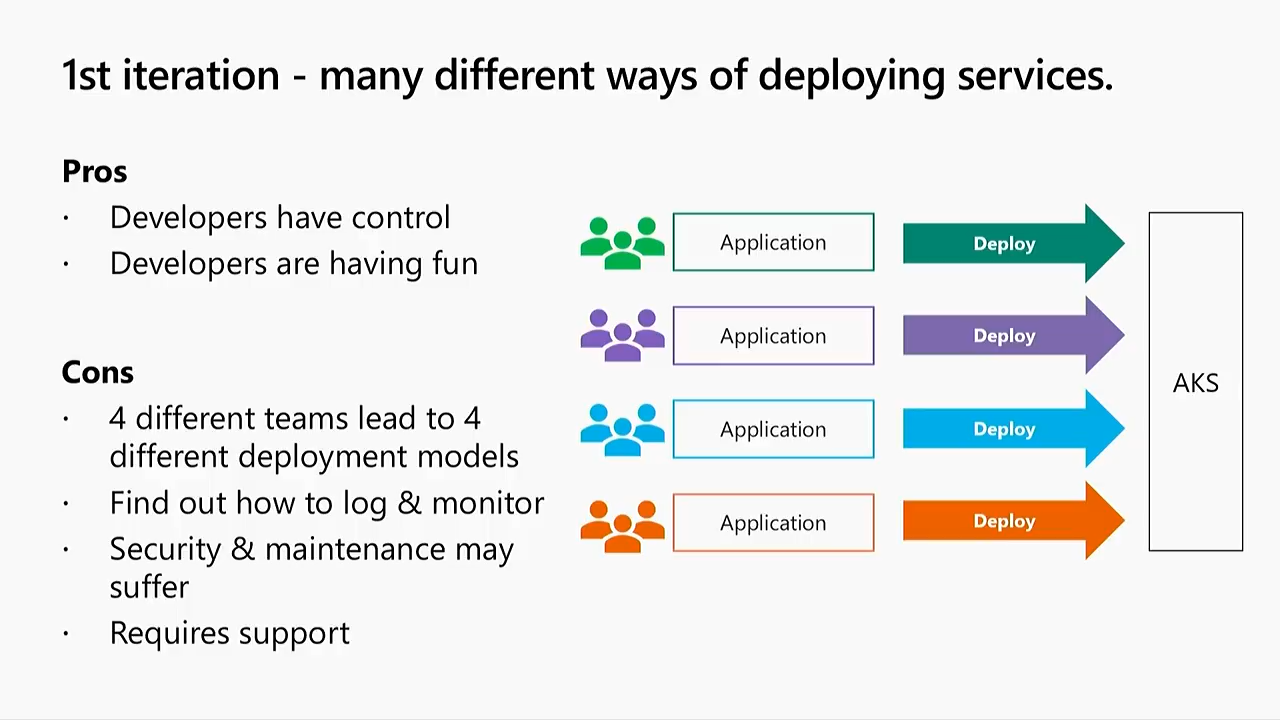 1st iteration - many different ways of deploying services.
Pros
· Developers have control
· Developers are having fun
Cons
· 4 different teams lead to 4
different deployment models
· Find out how to log & monitor
· Security & maintenance may
suffer
· Requires support
Application
Deploy
Application
Deploy
Application
Deploy
Application
Deploy
AKS